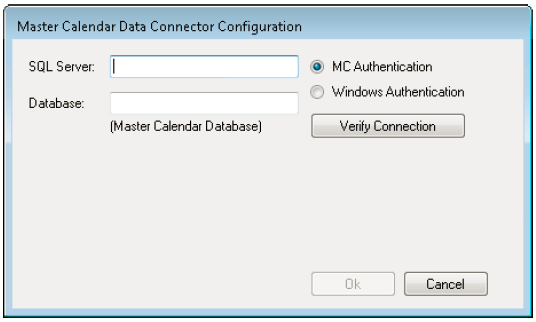 Master Calendar Data Connector Configuration
SQL Server:
MC Authentication
Windows Authentication
Database:
(Master Calendar Database)
Verify Connection
Ok
Cancel